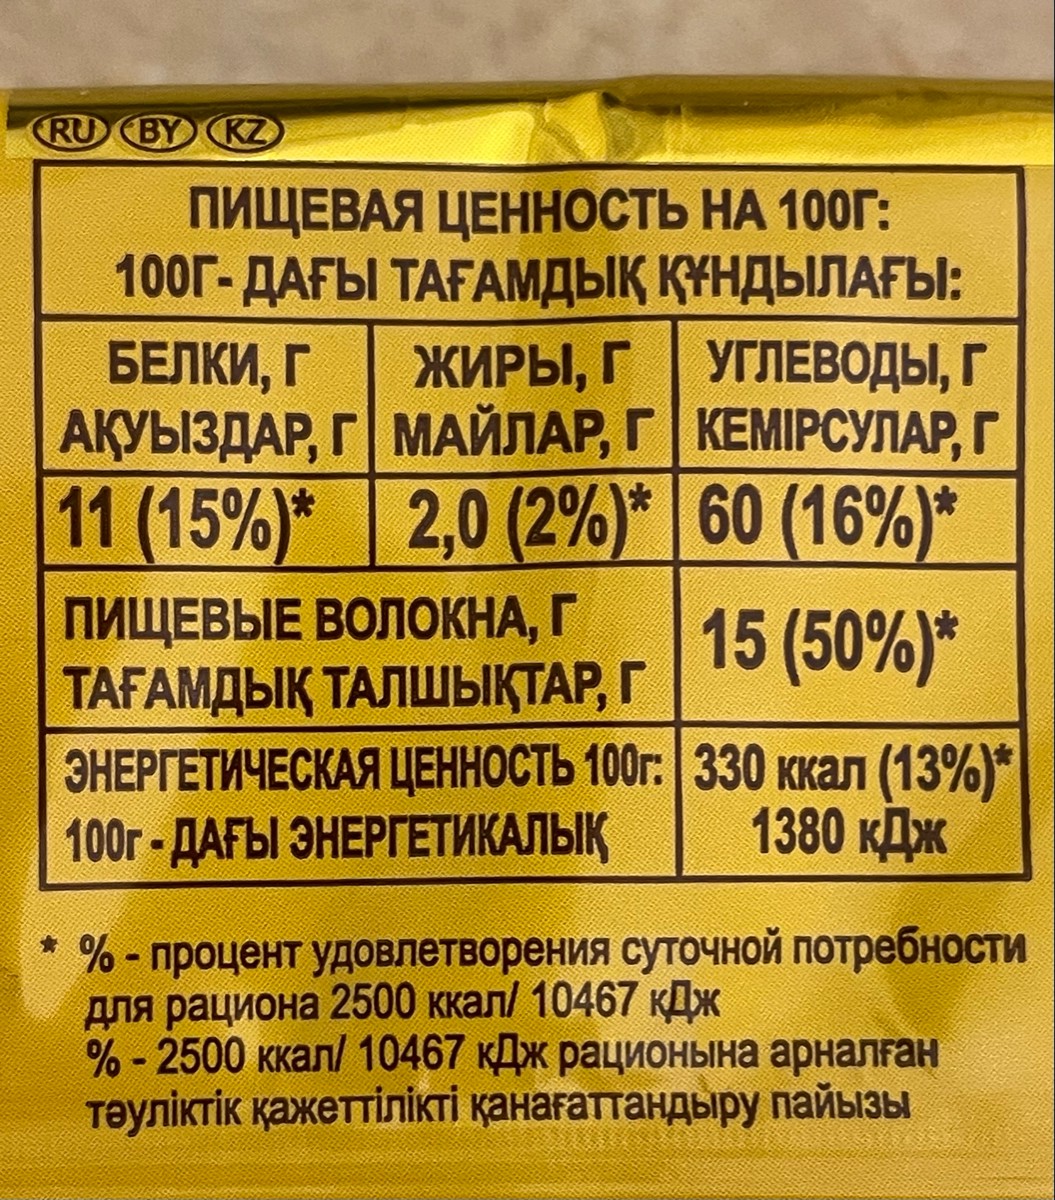 RU BY KZ
ПИЩЕВАЯ ЦЕННОСТЬ НА 100Г:
100Г- ДАҒЫ ТАҒАМДЫҚ ҚҰНДЫЛАҒЫ:
БЕЛКИ, Г ЖИРЫ, Г УГЛЕВОДЫ, Г
АҚУЫЗДАР, Г МАЙЛАР, Г КЕМІРСУЛАР, Г
11 (15%)* 2,0 (2%)* 60 (16%)*
ПИЩЕВЫЕ ВОЛОКНА, Г
ТАҒАМДЫҚ ТАЛШЫҚТАР, Г
15 (50%)*
ЭНЕРГЕТИЧЕСКАЯ ЦЕННОСТЬ 100г: 330 ккал (13%)*
100г - ДАҒЫ ЭНЕРГЕТИКАЛЫҚ 1380 кДж
* % - процент удовлетворения суточной потребности
для рациона 2500 ккал/ 10467 кДж
% - 2500 ккал/ 10467 кДж рационына арналған
тәуліктік қажеттілікті қанағаттандыру пайызы